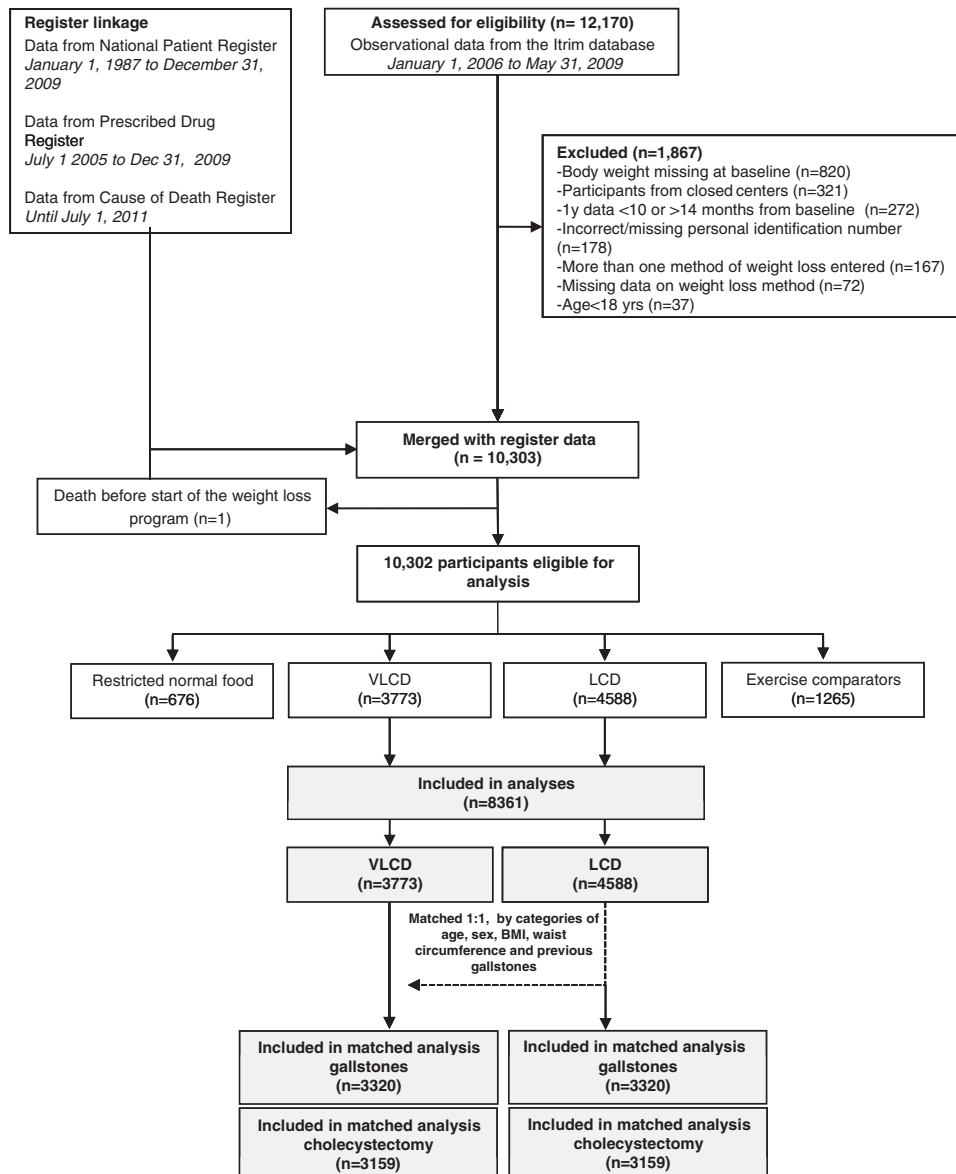 Register linkage
Data from National Patient Register
January 1, 1987 to December 31,
2009
Data from Prescribed Drug
Register
July 1 2005 to Dec 31, 2009
Data from Cause of Death Register
Until July 1, 2011
Assessed for eligibility (n= 12,170)
Observational data from the Itrim database
January 1, 2006 to May 31, 2009
Excluded (n=1,867)
-Body weight missing at baseline (n=820)
-Participants from closed centers (n=321)
-1y data <10 or >14 months from baseline (n=272)
-Incorrect/missing personal identification number
(n=178)
-More than one method of weight loss entered (n=167)
-Missing data on weight loss method (n=72)
-Age<18 yrs (n=37)
Merged with register data
(n = 10,303)
Death before start of the weight loss
program (n=1)
10,302 participants eligible for
analysis
Restricted normal food
(n=676)
VLCD
(n=3773)
LCD
(n=4588)
Exercise comparators
(n=1265)
Included in analyses
(n=8361)
VLCD
(n=3773)
LCD
(n=4588)
Matched 1:1, by categories of
age, sex, BMI, waist
circumference and previous
gallstones
Included in matched analysis
gallstones
(n=3320)
Included in matched analysis
gallstones
(n=3320)
Included in matched analysis
cholecystectomy
(n=3159)
Included in matched analysis
cholecystectomy
(n=3159)